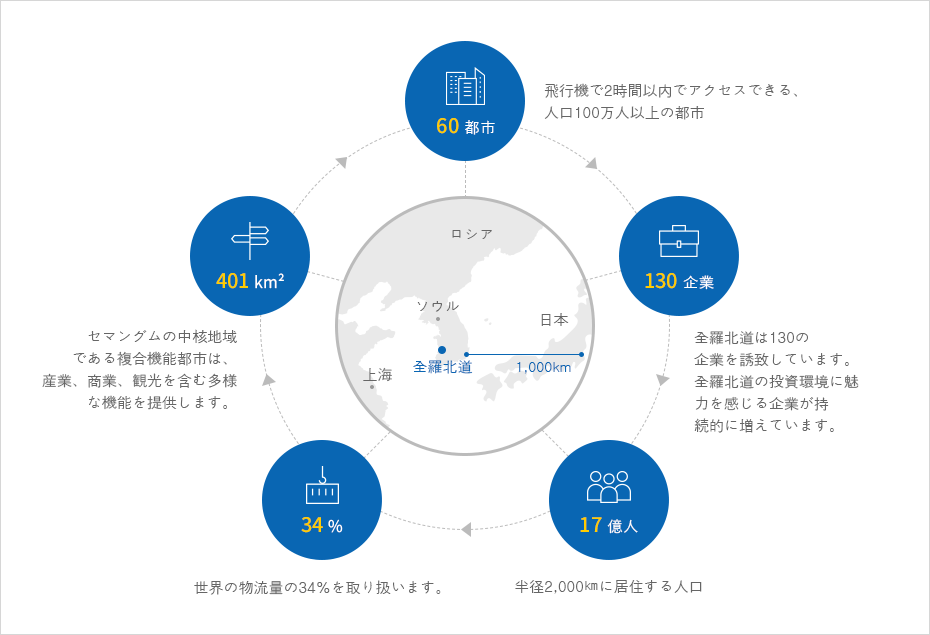 60 都市
飛行機で2時間以内でアクセスできる、
人口100万人以上の都市
130 企業
全羅北道は130の
企業を誘致しています。
全羅北道の投資環境に魅
力を感じる企業が持
続的に増えています。
17 億人
半径2,000㎞に居住する人口
34 %
世界の物流量の34%を取り扱います。
401 km²
セマングムの中核地域
である複合機能都市は、
産業、商業、観光を含む多様
な機能を提供します。
ロシア
ソウル
日本
全羅北道
1,000km
上海